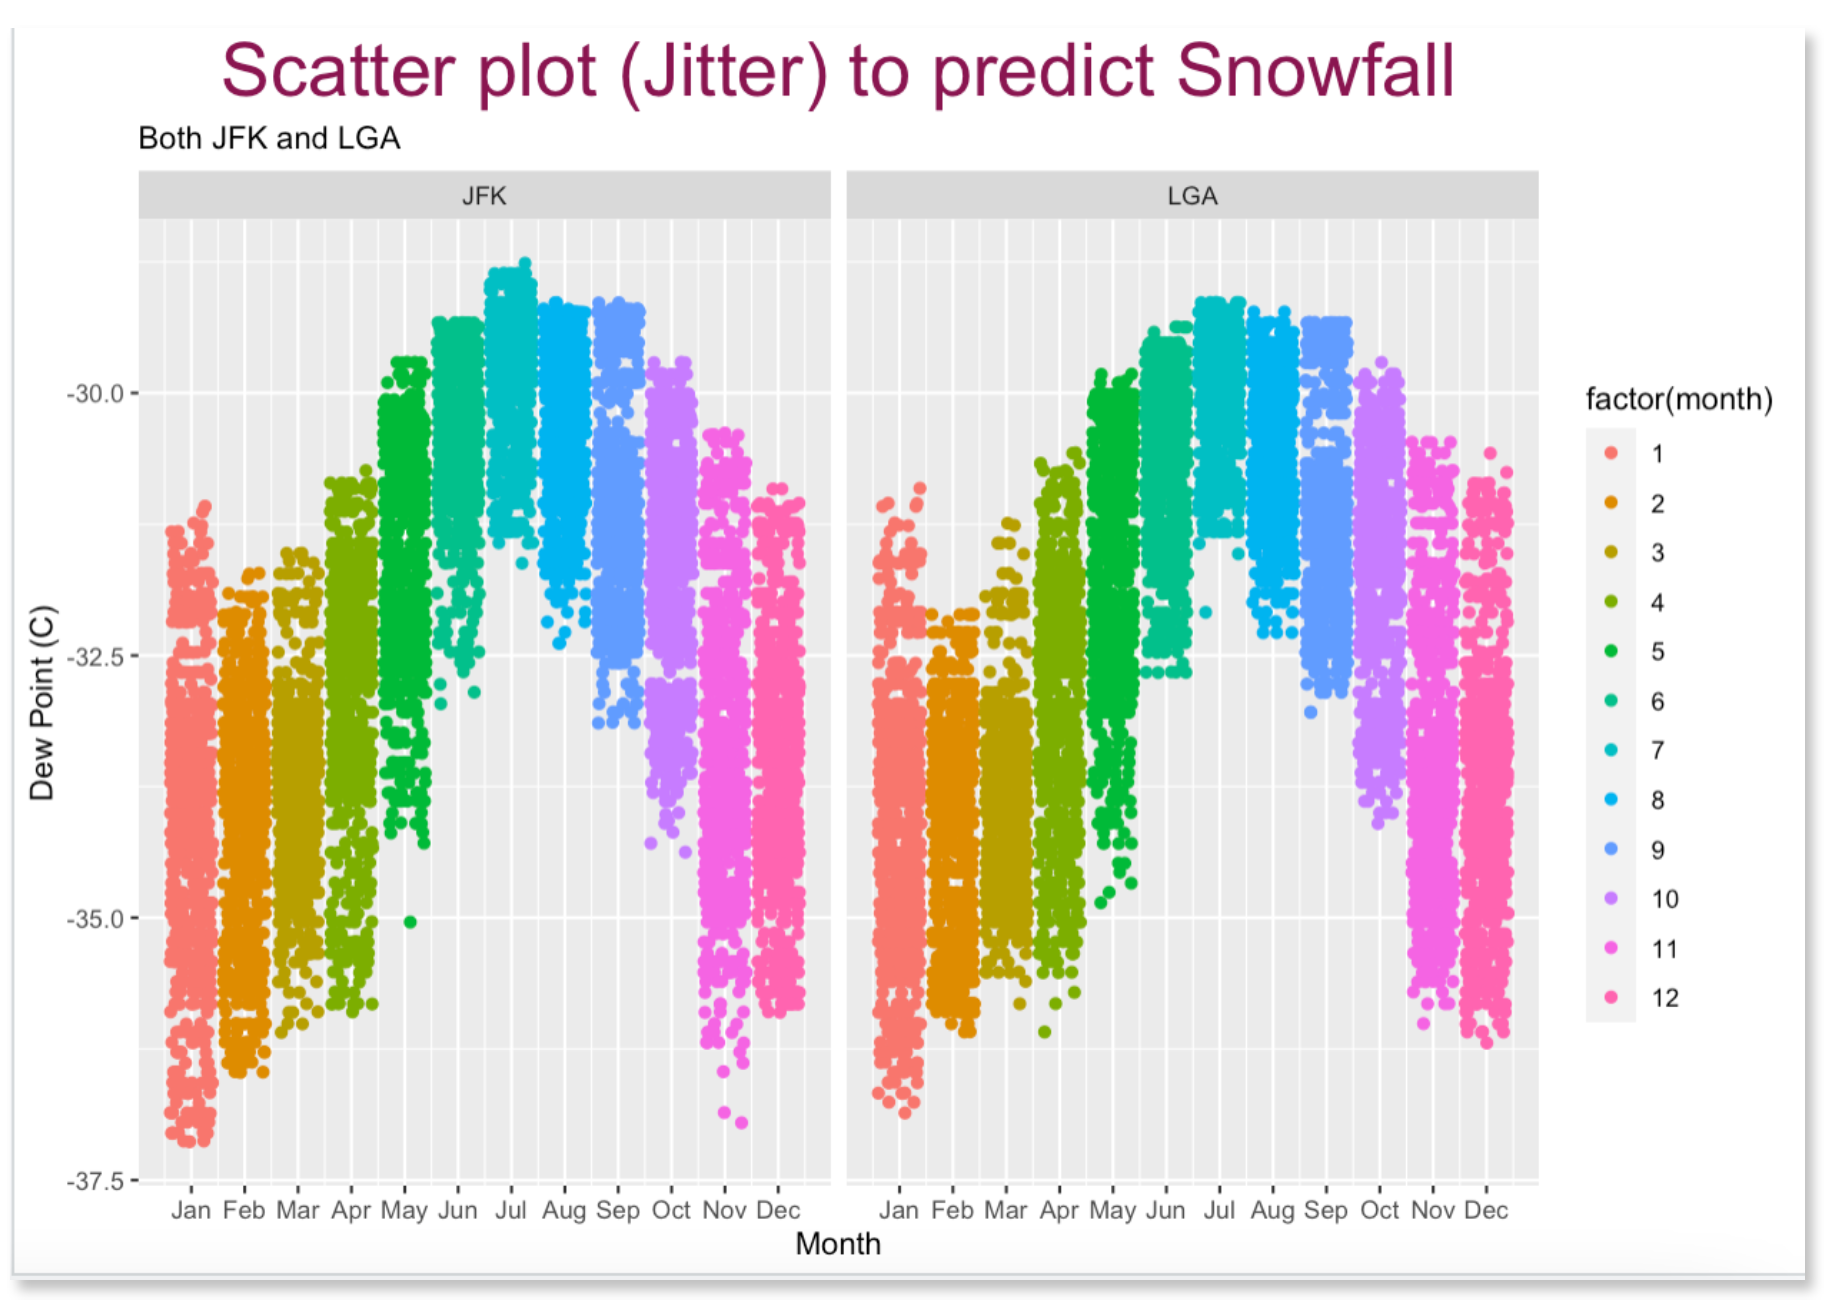 Scatter plot (Jitter) to predict Snowfall
Both JFK and LGA
JFK
LGA
Dew Point (C)
-30.0
-32.5
-35.0
-37.5
Jan Feb Mar Apr May Jun Jul Aug Sep Oct Nov Dec
Jan Feb Mar Apr May Jun Jul Aug Sep Oct Nov Dec
Month
factor(month)
1
2
3
4
5
6
7
8
9
10
11
12